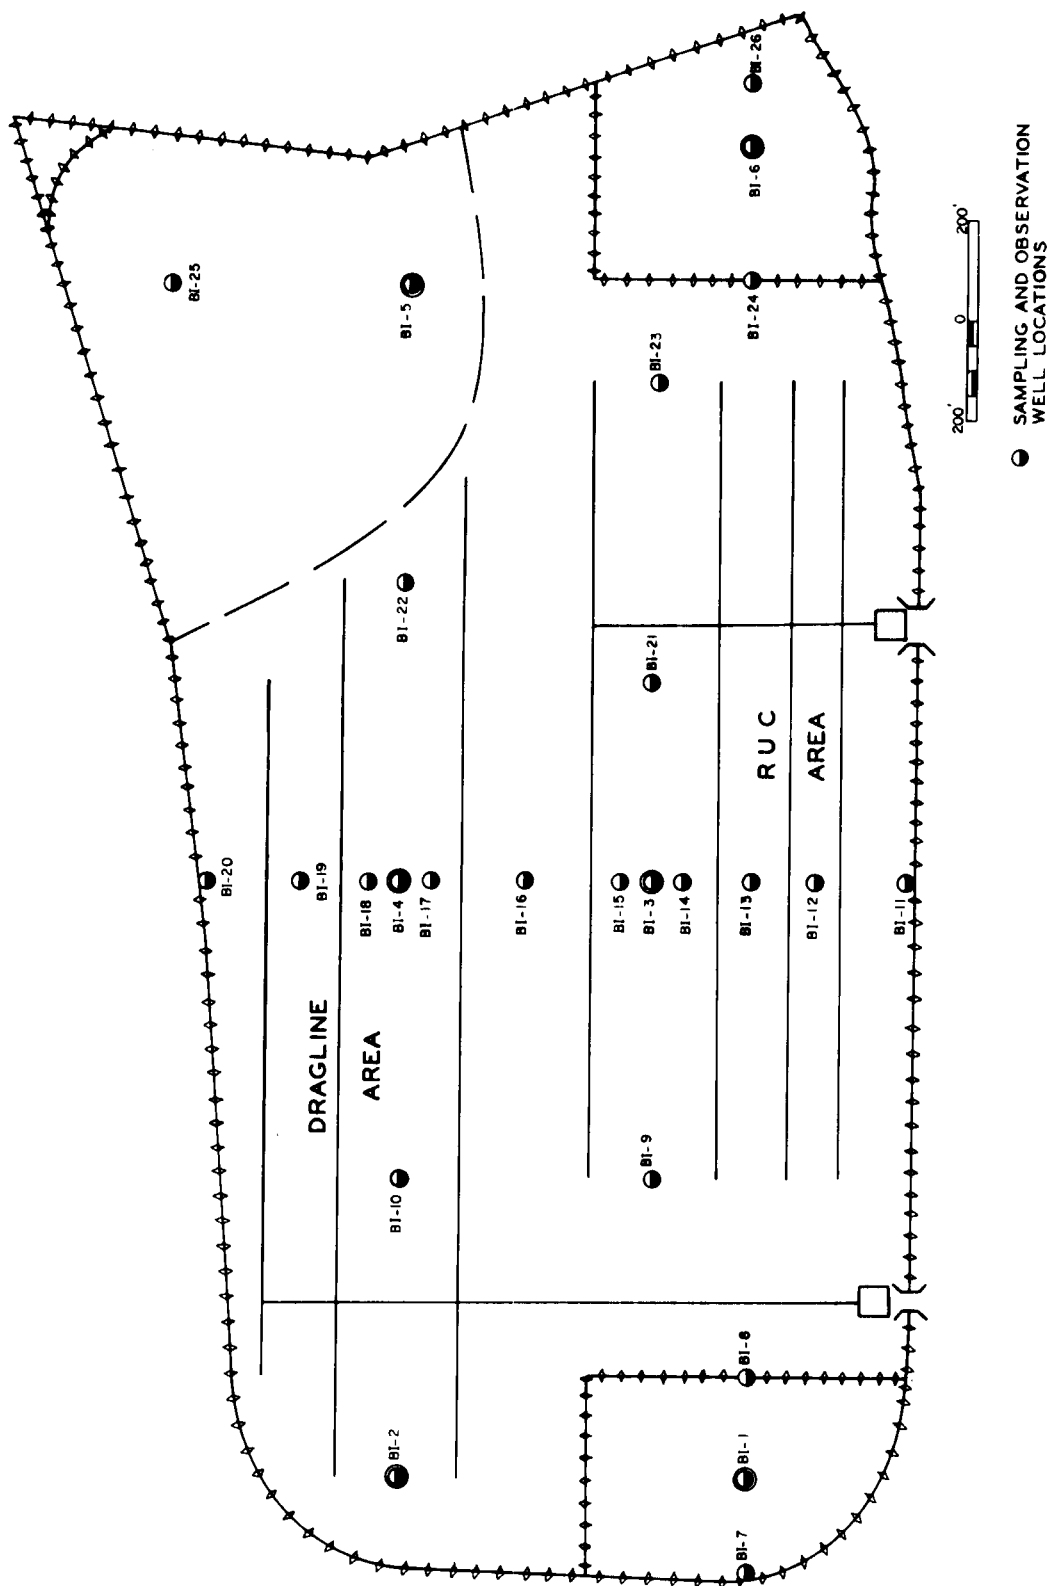 BI-26
BI-6
BI-25
BI-5
BI-24
BI-23
BI-22
BI-21
RUC
AREA
BI-20
BI-19
BI-18
BI-4
BI-17
BI-16
BI-15
BI-3
BI-14
BI-13
BI-12
BI-11
DRAGLINE
AREA
BI-10
BI-9
BI-8
BI-2
BI-1
BI-7
200' 0 200'
SAMPLING AND OBSERVATION
WELL LOCATIONS